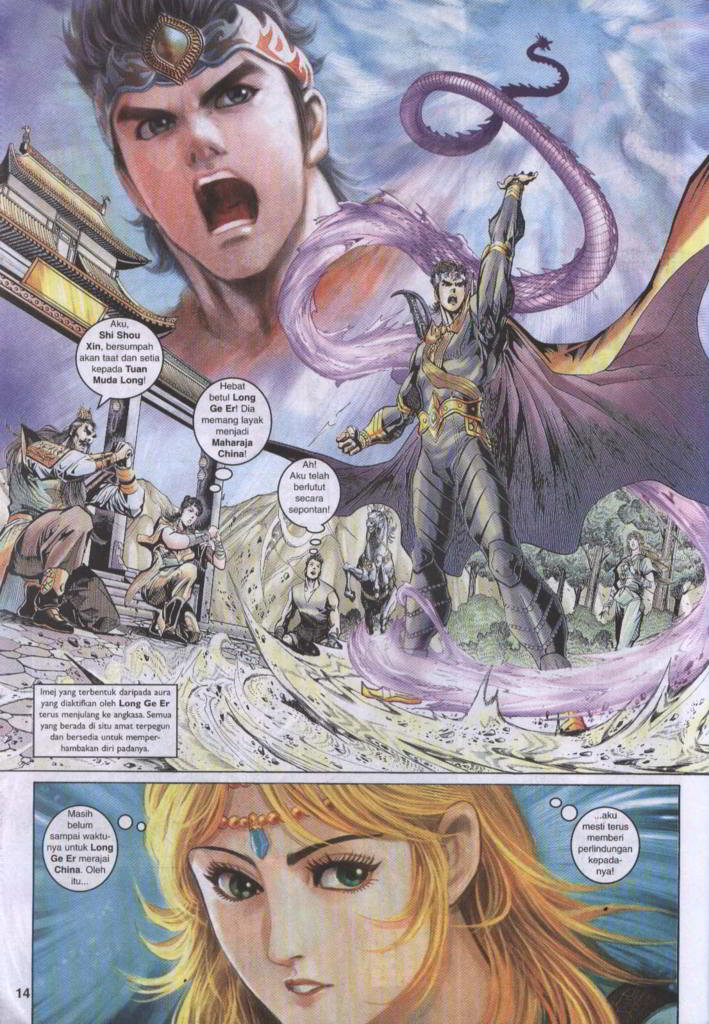 Aku,
Shi Shou
Xin, bersumpah
akan taat dan setia
kepada Tuan
Muda Long!
Hebat
betul Long
Ge Er! Dia
memang layak
menjadi
Maharaja
China!
Ah!
Aku telah
berlutut
secara
sepontan!
Imej yang terbentuk daripada aura
yang diaktifkan oleh Long Ge Er
terus menjulang ke angkasa. Semua
yang berada di situ amat terpegun
dan bersedia untuk memper-
hambakan diri padanya.
Masih
belum
sampai waktu-
nya untuk Long
Ge Er merajai
China. Oleh
itu...
...aku
mesti terus
memberi
perlindungan
kepada-
nya!
14